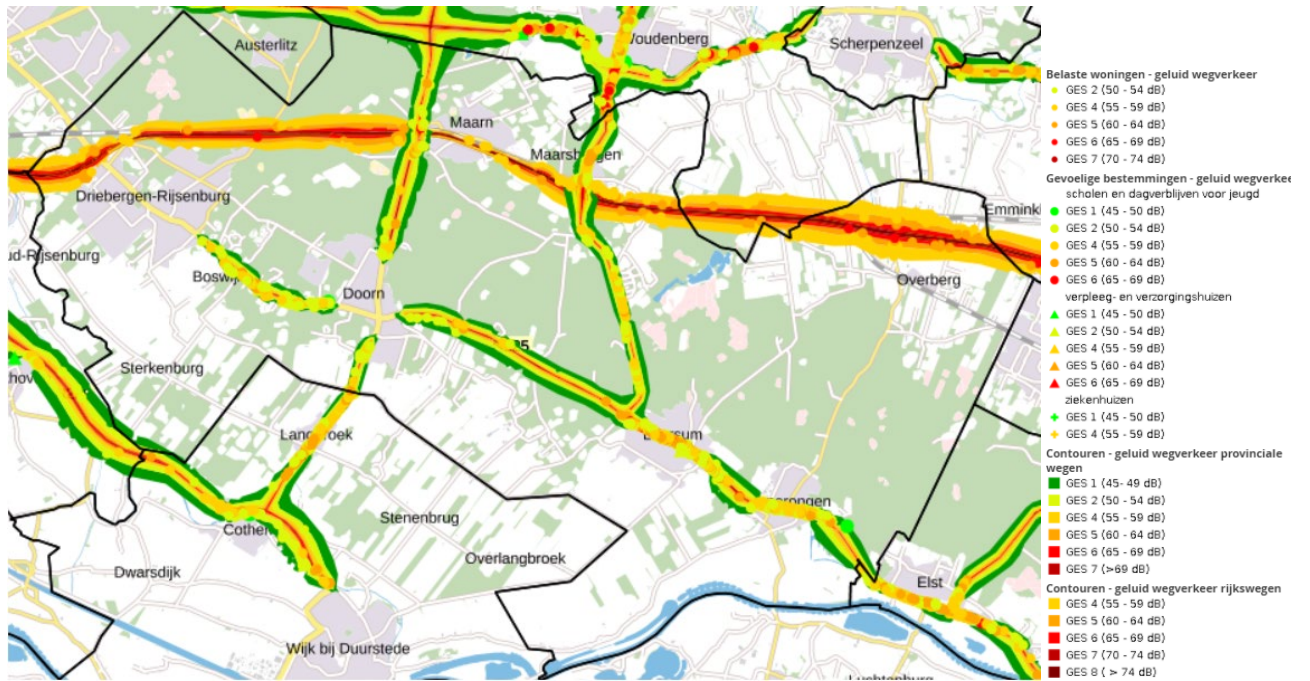 Austerlitz
Scherpenzeel
Maarn
Driebergen-Rijsenburg
Overberg
Doorn
Sterkenburg
Stenenbrug
Overlangbroek
Dwarsdijk
Elst
Wijk bij Duurstede
Belaste woningen - geluid wegverkeer
GES 2 (50 - 54 dB)
GES 4 (55 - 59 dB)
GES 5 (60 - 64 dB)
GES 6 (65 - 69 dB)
GES 7 (70 - 74 dB)
Gevoelige bestemmingen - geluid wegverkee
scholen en dagverblijven voor jeugd
GES 1 (45 - 50 dB)
GES 2 (50 - 54 dB)
GES 4 (55 - 59 dB)
GES 5 (60 - 64 dB)
GES 6 (65 - 69 dB)
verpleeg- en verzorgingshuizen
GES 1 (45 - 50 dB)
GES 2 (50 - 54 dB)
GES 4 (55 - 59 dB)
GES 5 (60 - 64 dB)
GES 6 (65 - 69 dB)
ziekenhuizen
GES 1 (45 - 50 dB)
GES 4 (55 - 59 dB)
Contouren - geluid wegverkeer provinciale
wegen
GES 1 (45- 49 dB)
GES 2 (50 - 54 dB)
GES 4 (55 - 59 dB)
GES 5 (60 - 64 dB)
GES 6 (65 - 69 dB)
GES 7 (>69 dB)
Contouren - geluid wegverkeer rijkswegen
GES 4 (55 - 59 dB)
GES 5 (60 - 64 dB)
GES 6 (65 - 69 dB)
GES 7 (70 - 74 dB)
GES 8 ( > 74 dB)